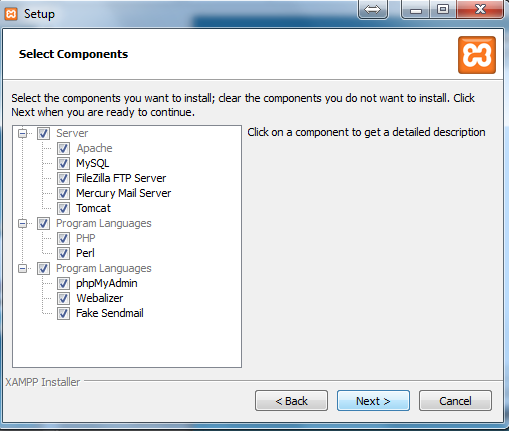 Setup
Select Components
Select the components you want to install; clear the components you do not want to install. Click
Next when you are ready to continue.
Server
Apache
MySQL
FileZilla FTP Server
Mercury Mail Server
Tomcat
Program Languages
PHP
Perl
Program Languages
phpMyAdmin
Webalizer
Fake Sendmail
Click on a component to get a detailed description
XAMPP Installer
< Back
Next >
Cancel